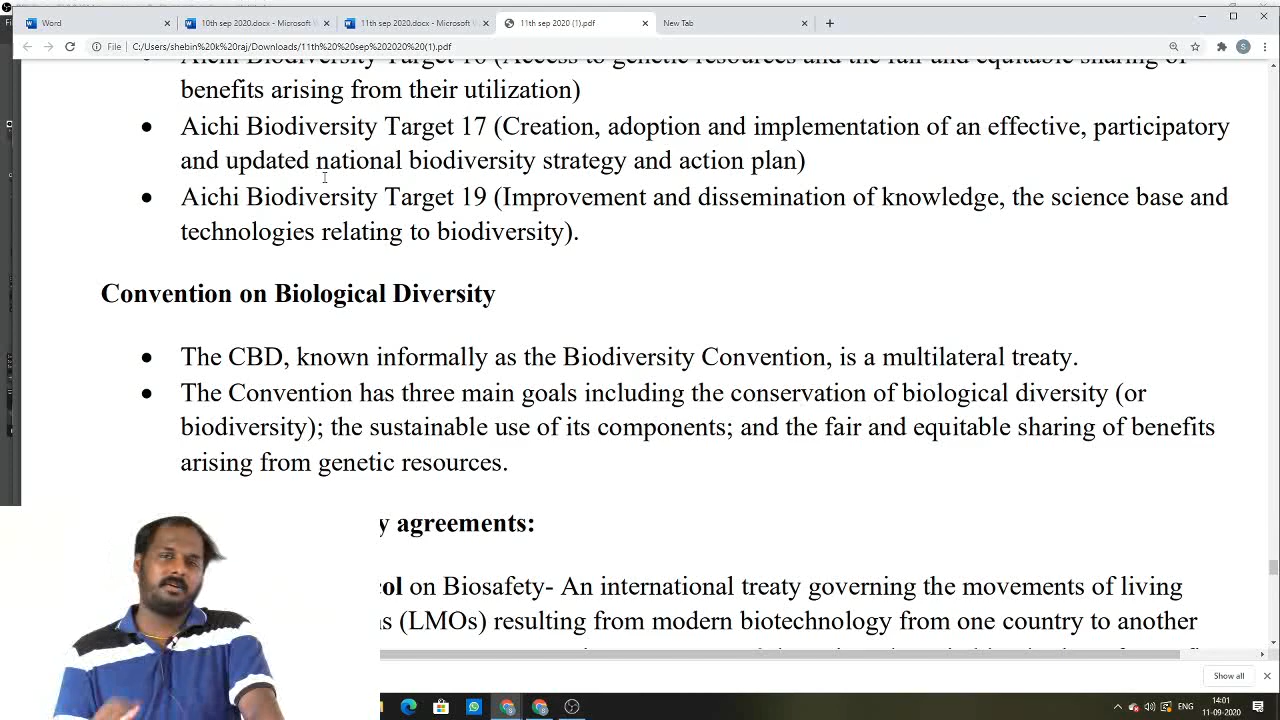 Word
10th sep 2020.docx - Microsoft W
11th sep 2020.docx - Microsoft W
11th sep 2020 (1).pdf
New Tab
File
C:/Users/shebin%20k%20raj/Downloads/11th%20%20sep%202020%20(1).pdf
S
benefits arising from their utilization)
Aichi Biodiversity Target 17 (Creation, adoption and implementation of an effective, participatory
and updated national biodiversity strategy and action plan)
Aichi Biodiversity Target 19 (Improvement and dissemination of knowledge, the science base and
technologies relating to biodiversity).
Convention on Biological Diversity
The CBD, known informally as the Biodiversity Convention, is a multilateral treaty.
The Convention has three main goals including the conservation of biological diversity (or
biodiversity); the sustainable use of its components; and the fair and equitable sharing of benefits
arising from genetic resources.
y agreements:
col on Biosafety- An international treaty governing the movements of living
s (LMOs) resulting from modern biotechnology from one country to another
Show all
ENG
14:01
11-09-2020